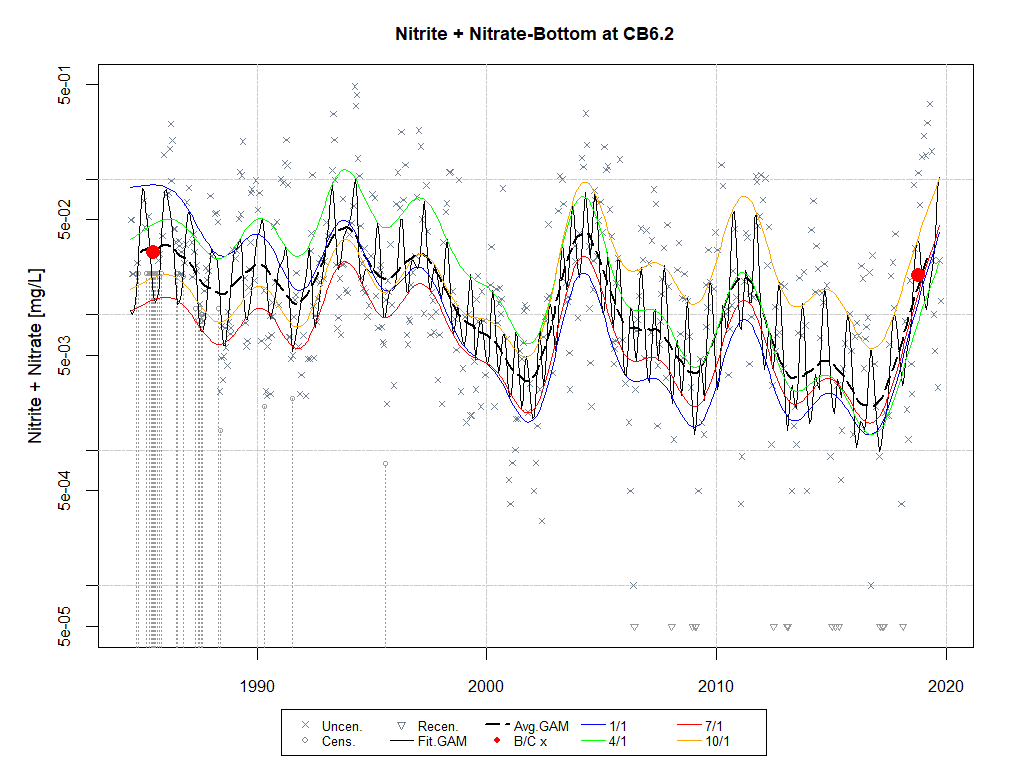 Nitrite + Nitrate-Bottom at CB6.2
Nitrite + Nitrate [mg/L]
5e-01
5e-02
5e-03
5e-04
5e-05
1990 2000 2010 2020
Uncen. Recen. Avg.GAM 1/1 7/1
Cens. Fit.GAM B/C x 4/1 10/1